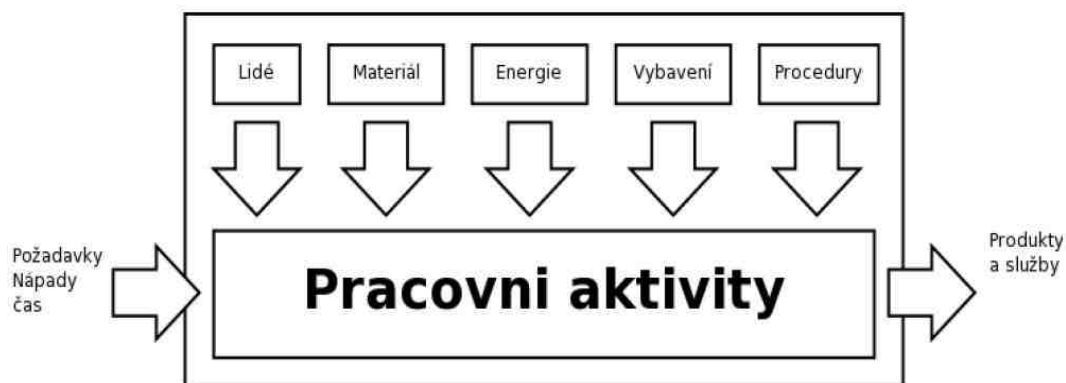 Lidé
Materiál
Energie
Vybavení
Procedury
Požadavky
Nápady
čas
Pracovni aktivity
Produkty
a služby